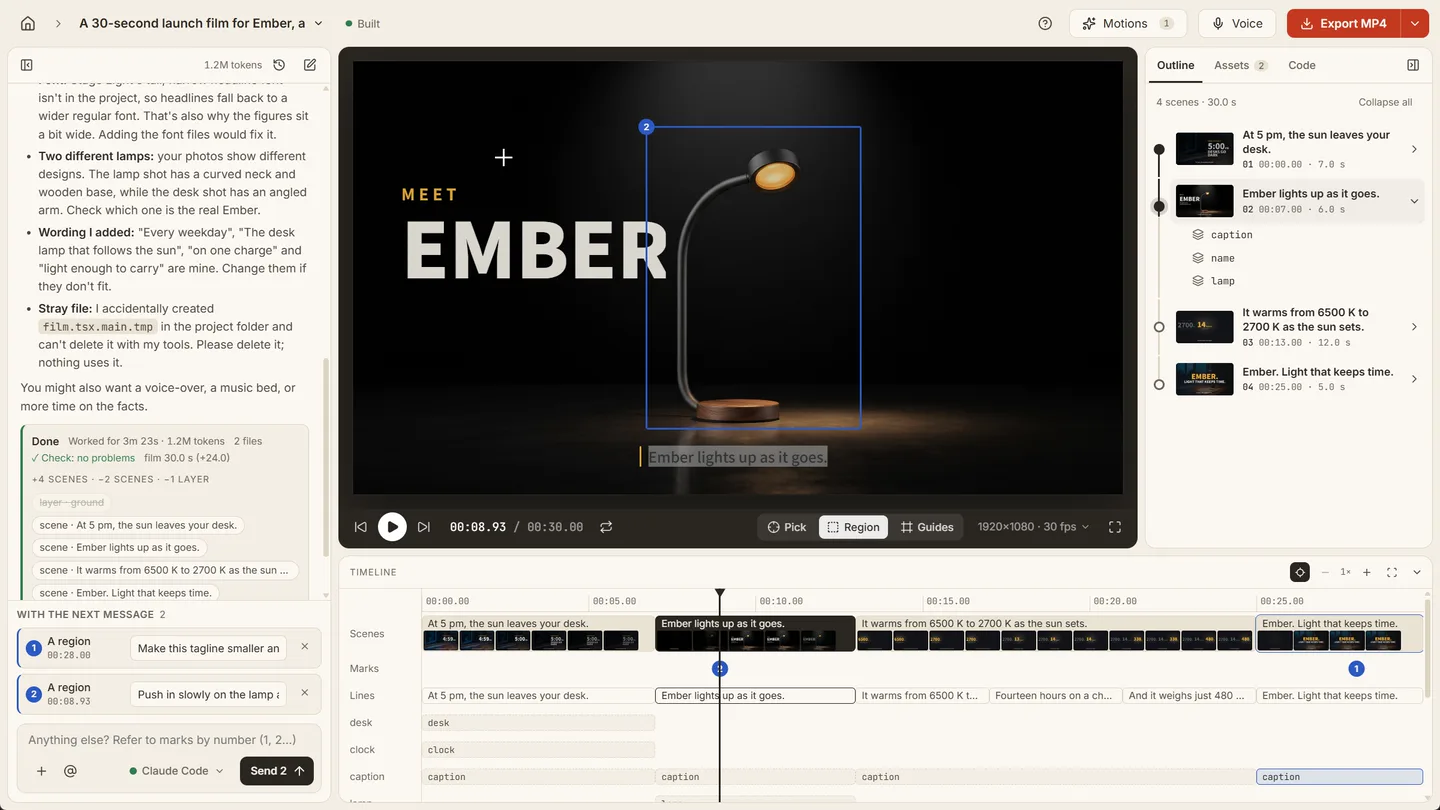 A 30-second launch film for Ember, a
Built
Motions 1
Voice
Export MP4
1.2M tokens
isn't in the project, so headlines fall back to a
wider regular font. That's also why the figures sit
a bit wide. Adding the font files would fix it.
• Two different lamps: your photos show different
designs. The lamp shot has a curved neck and
wooden base, while the desk shot has an angled
arm. Check which one is the real Ember.
• Wording I added: "Every weekday", "The desk
lamp that follows the sun", "on one charge" and
"light enough to carry" are mine. Change them if
they don't fit.
• Stray file: I accidentally created
film.tsx.main.tmp in the project folder and
can't delete it with my tools. Please delete it;
nothing uses it.
You might also want a voice-over, a music bed, or
more time on the facts.
Done Worked for 3m 23s · 1.2M tokens 2 files
✓ Check: no problems film 30.0 s (+24.0)
+4 SCENES · −2 SCENES · −1 LAYER
layer · ground
scene · At 5 pm, the sun leaves your desk.
scene · Ember lights up as it goes.
scene · It warms from 6500 K to 2700 K as the sun ...
scene · Ember. Light that keeps time.
WITH THE NEXT MESSAGE 2
1 A region
00:28.00
Make this tagline smaller an
2 A region
00:08.93
Push in slowly on the lamp
Anything else? Refer to marks by number (1, 2...)
Claude Code
Send 2
2
MEET
EMBER
Ember lights up as it goes.
00:08.93 / 00:30.00
Pick
Region
Guides
1920×1080 · 30 fps
Outline
Assets 2
Code
4 scenes · 30.0 s
Collapse all
At 5 pm, the sun leaves your
desk.
01 00:00.00 · 7.0 s
Ember lights up as it goes.
02 00:07.00 · 6.0 s
caption
name
lamp
It warms from 6500 K to
2700 K as the sun sets.
03 00:13.00 · 12.0 s
Ember. Light that keeps time.
04 00:25.00 · 5.0 s
TIMELINE
1×
00:00.00 00:05.00 00:10.00 00:15.00 00:20.00 00:25.00
Scenes
At 5 pm, the sun leaves your desk.
Ember lights up as it goes.
It warms from 6500 K to 2700 K as the sun sets.
Ember. Light that keeps time.
Marks
2
1
Lines
At 5 pm, the sun leaves your desk.
Ember lights up as it goes.
It warms from 6500 K t...
Fourteen hours on a ch...
And it weighs just 480 ...
Ember. Light that keeps time.
desk
desk
clock
clock
caption
caption
caption
caption
caption